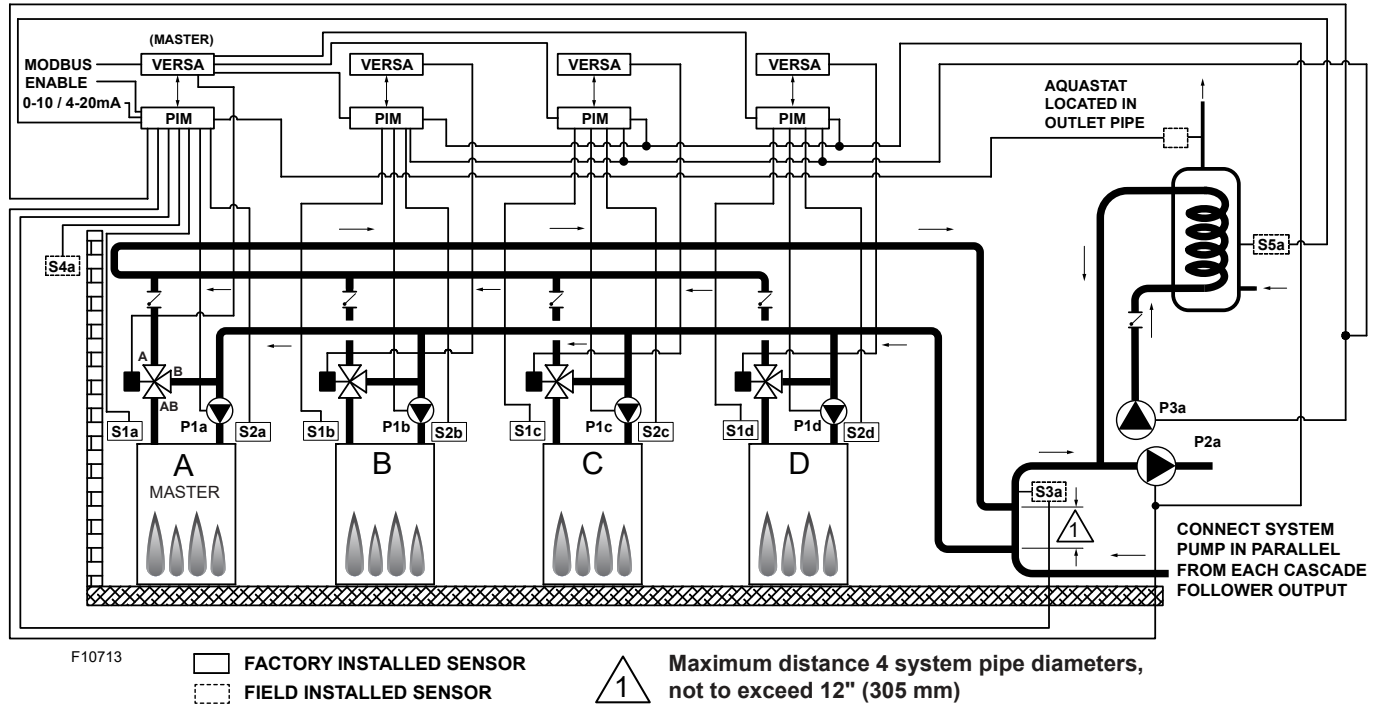 (MASTER)
MODBUS
ENABLE
0-10 / 4-20mA
VERSA
VERSA
VERSA
VERSA
PIM
PIM
PIM
PIM
AQUASTAT
LOCATED IN
OUTLET PIPE
S4a
S5a
A
B
AB
S1a
P1a
S2a
S1b
P1b
S2b
S1c
P1c
S2c
S1d
P1d
S2d
P3a
P2a
A
MASTER
B
C
D
S3a
1
CONNECT SYSTEM
PUMP IN PARALLEL
FROM EACH CASCADE
FOLLOWER OUTPUT
F10713
FACTORY INSTALLED SENSOR
FIELD INSTALLED SENSOR
1
Maximum distance 4 system pipe diameters,
not to exceed 12" (305 mm)